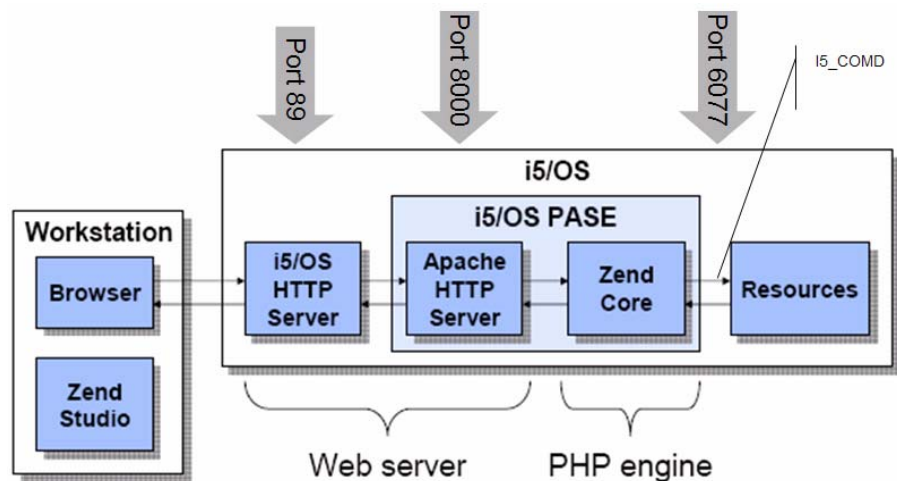 Port 89
Port 8000
Port 6077
I5_COMD
i5/OS
i5/OS PASE
Workstation
Browser
i5/OS
HTTP
Server
Apache
HTTP
Server
Zend
Core
Resources
Zend
Studio
Web server
PHP engine